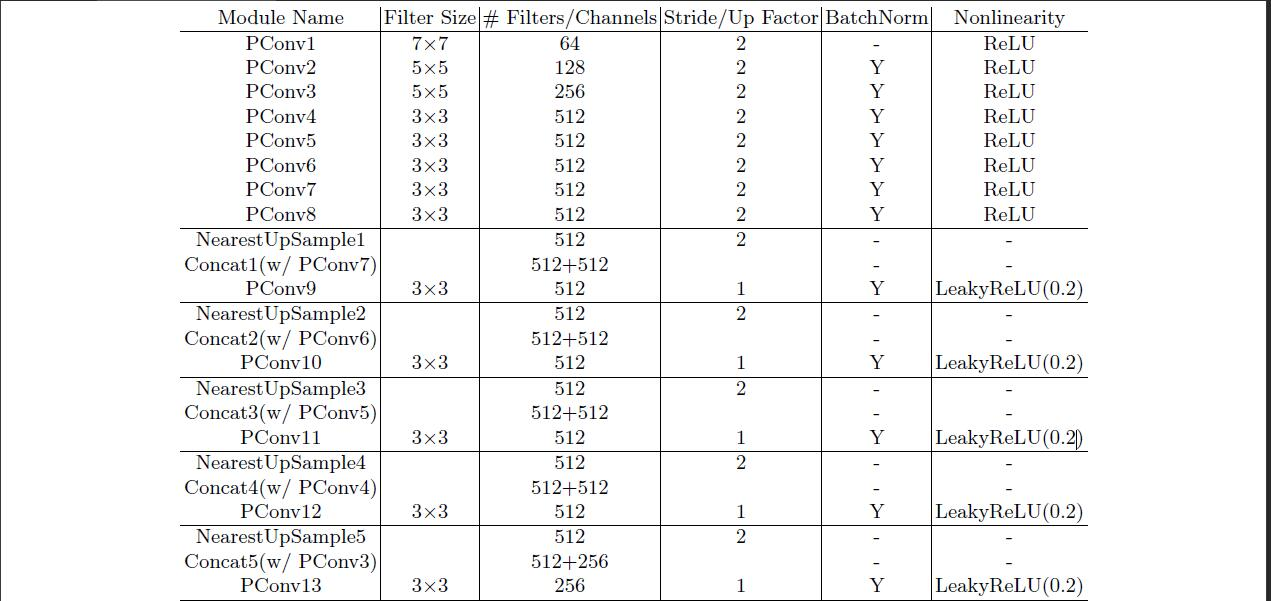 Module Name Filter Size # Filters/Channels Stride/Up Factor BatchNorm Nonlinearity
PConv1 7×7 64 2 - ReLU
PConv2 5×5 128 2 Y ReLU
PConv3 5×5 256 2 Y ReLU
PConv4 3×3 512 2 Y ReLU
PConv5 3×3 512 2 Y ReLU
PConv6 3×3 512 2 Y ReLU
PConv7 3×3 512 2 Y ReLU
PConv8 3×3 512 2 Y ReLU
NearestUpSample1 512 2 - -
Concat1(w/ PConv7) 512+512 - -
PConv9 3×3 512 1 Y LeakyReLU(0.2)
NearestUpSample2 512 2 - -
Concat2(w/ PConv6) 512+512 - -
PConv10 3×3 512 1 Y LeakyReLU(0.2)
NearestUpSample3 512 2 - -
Concat3(w/ PConv5) 512+512 - -
PConv11 3×3 512 1 Y LeakyReLU(0.2)
NearestUpSample4 512 2 - -
Concat4(w/ PConv4) 512+512 - -
PConv12 3×3 512 1 Y LeakyReLU(0.2)
NearestUpSample5 512 2 - -
Concat5(w/ PConv3) 512+256 - -
PConv13 3×3 256 1 Y LeakyReLU(0.2)